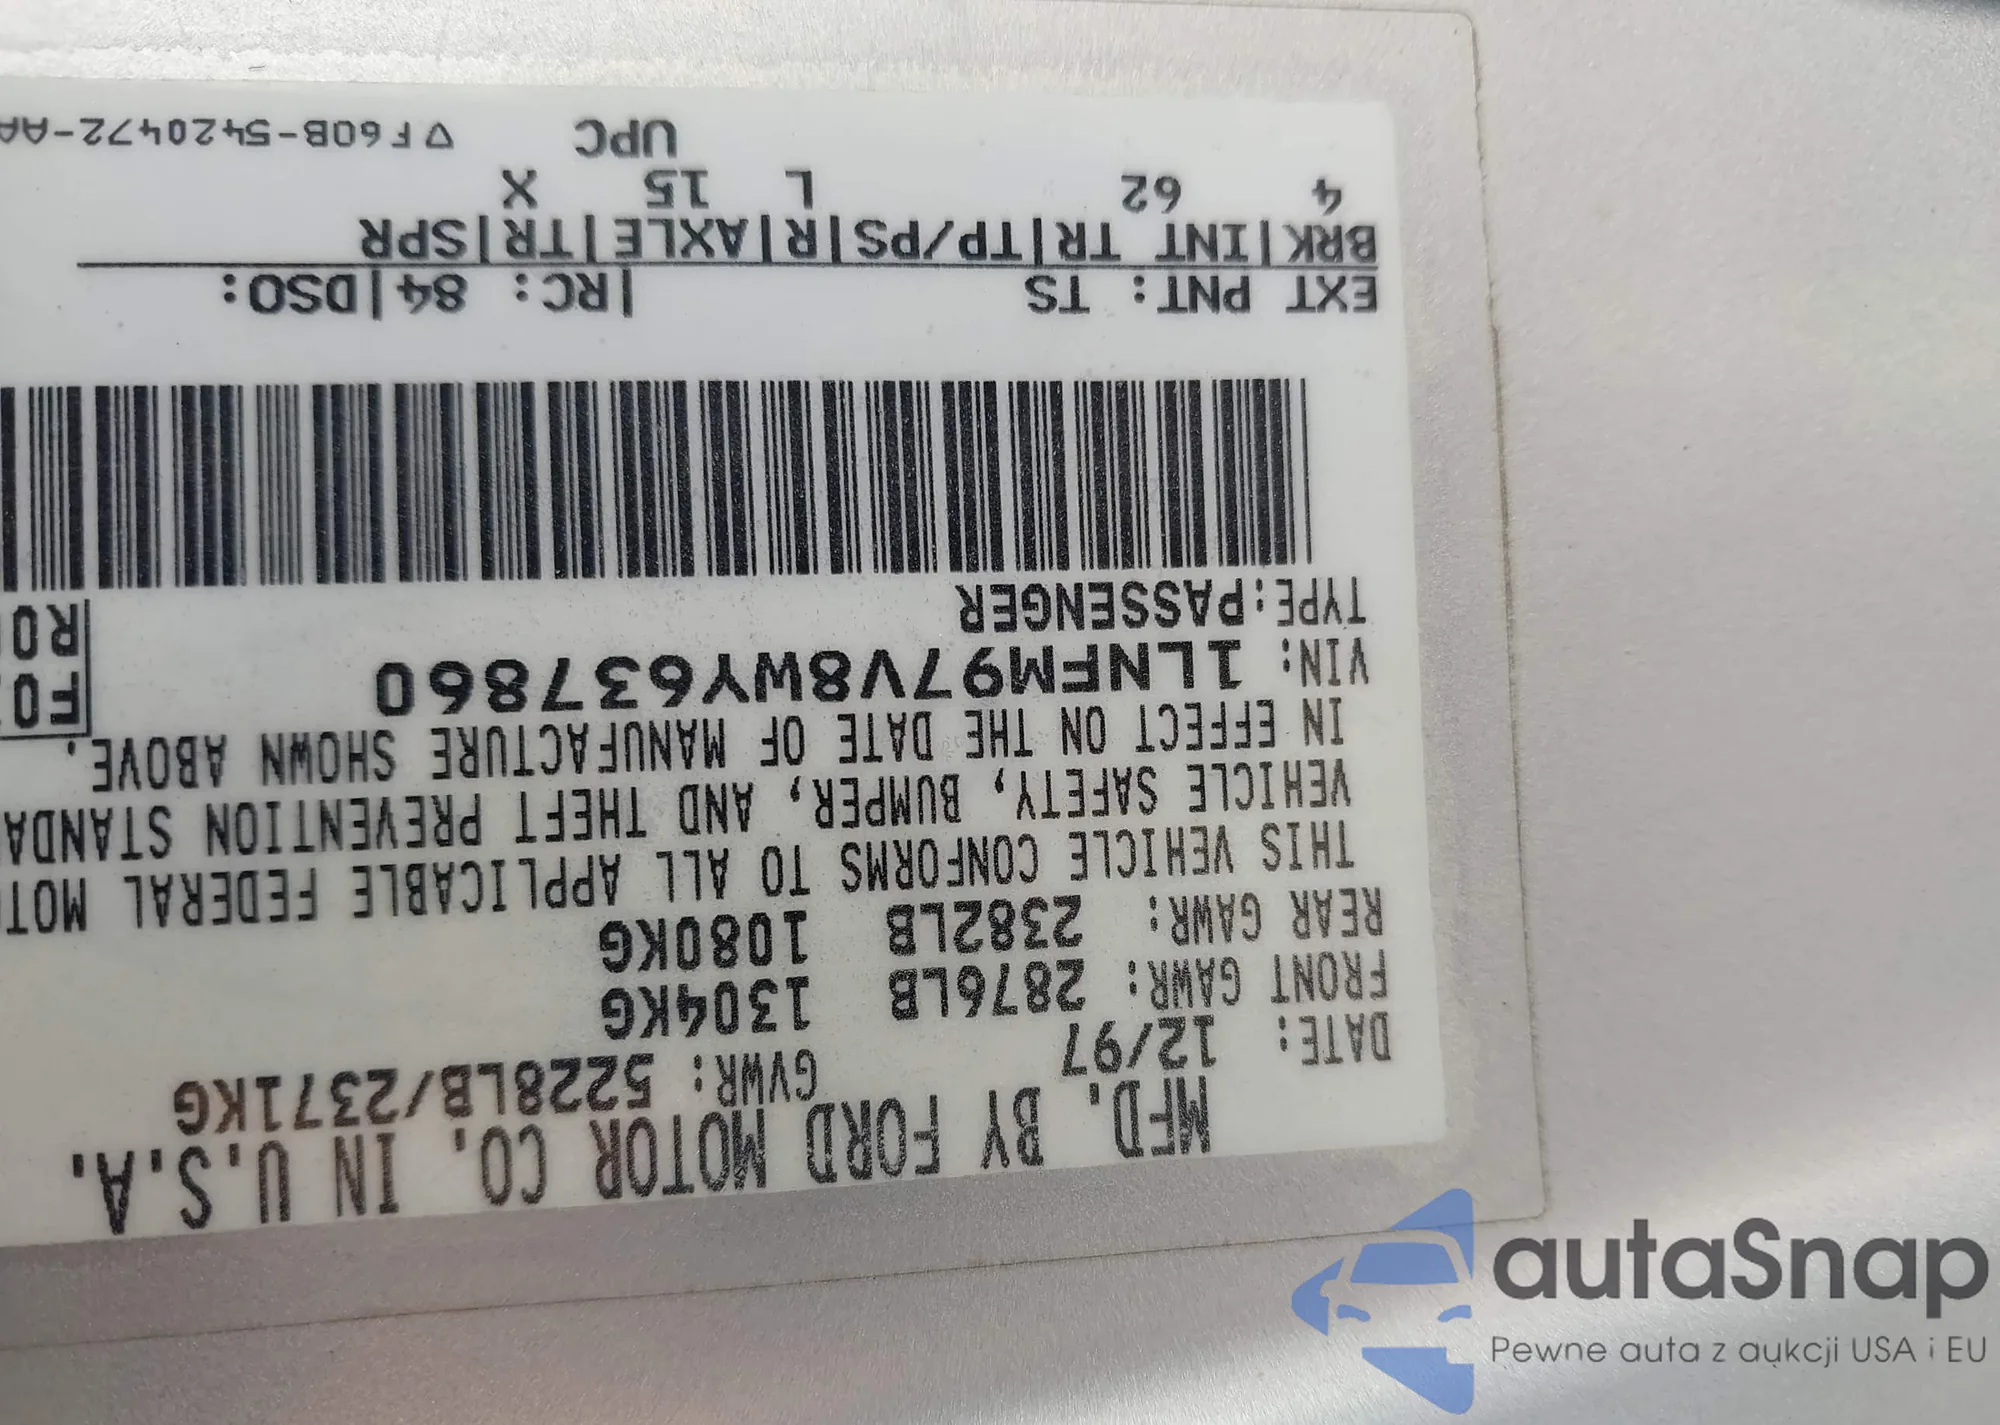 MFD. BY FORD MOTOR CO. IN U.S.A.
DATE: 12/97 GVWR: 5228LB/2371KG
FRONT GAWR: 2876LB 1304KG
REAR GAWR: 2382LB 1080KG
THIS VEHICLE CONFORMS TO ALL APPLICABLE FEDERAL MOTO
VEHICLE SAFETY, BUMPER, AND THEFT PREVENTION STANDA
IN EFFECT ON THE DATE OF MANUFACTURE SHOWN ABOVE.
VIN: 1LNFM97V8WY637860
TYPE: PASSENGER
EXT PNT: TS |RC: 84|DSO:
BRK|INT TR|TP/PS|R|AXLE|TR|SPR
4 62 L 15 X
UPC
▽F60B-5420472-AA
autaSnap
Pewne auta z aukcji USA i EU